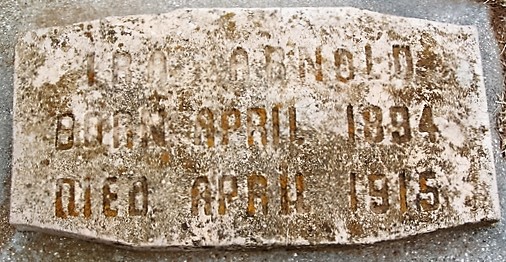 IRA ARNOLD
BORN APRIL 1894
DIED APRIL 1915